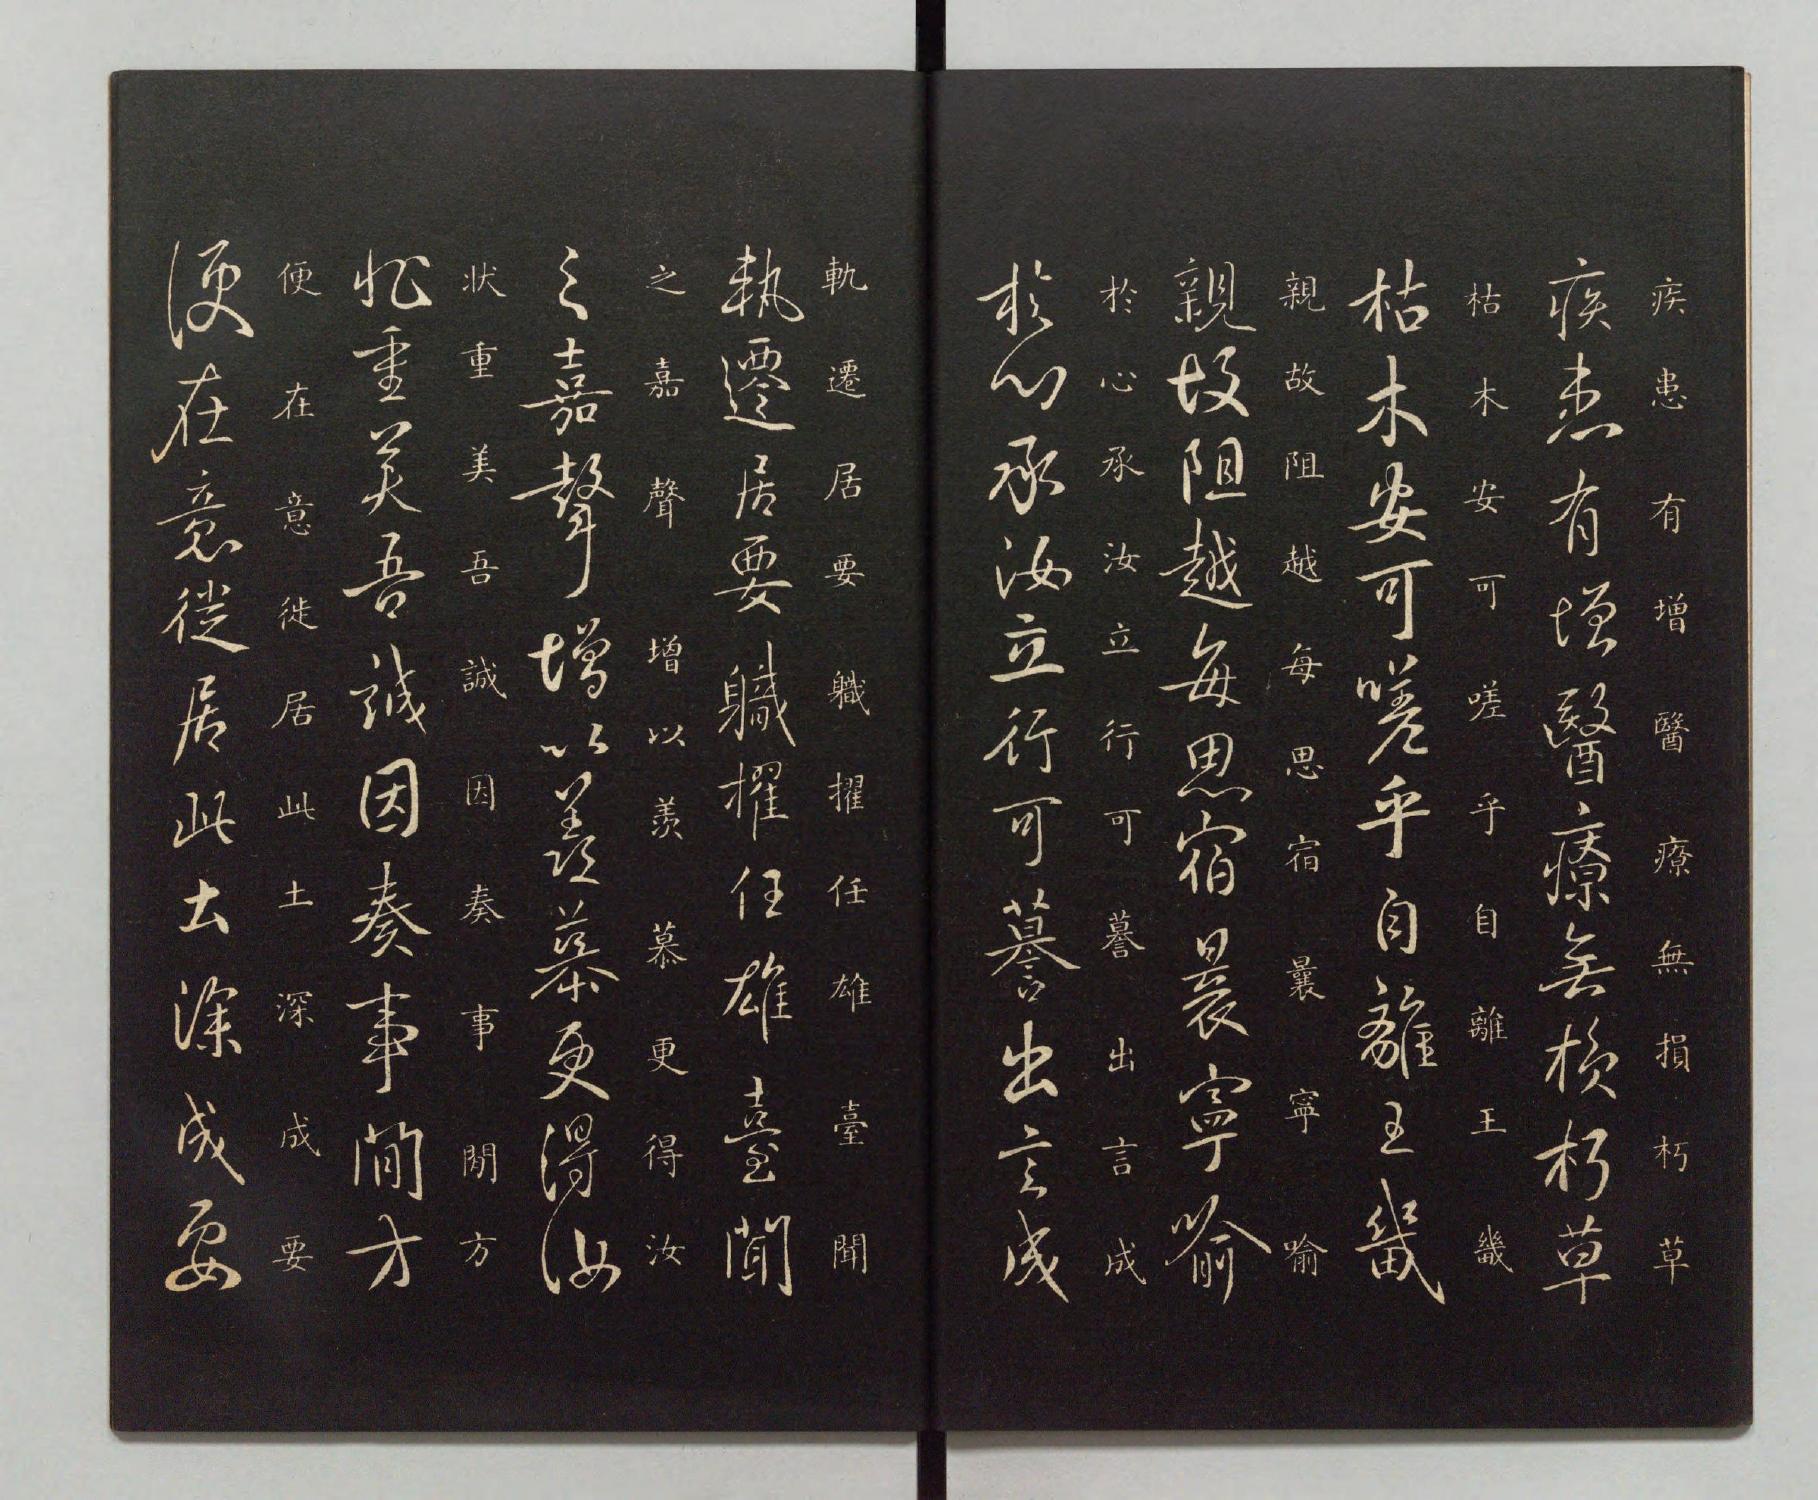 疾患有增醫療無損朽草
疾患有增醫療無損朽草
枯木安可嗟乎自離王畿
枯木安可嗟乎自離王畿
親故阻越每思宿曩寧喻
親故阻越每思宿曩寧喻
於心承汝立行可謩出言成
於心承汝立行可謩出言成
軌遷居要職擢任雄臺聞
軌遷居要職擢任雄臺聞
之嘉聲增以羨慕更得汝
之嘉聲增以羨慕更得汝
狀重美吾誠因奏事閒方
狀重美吾誠因奏事閒方
便在意徙居此土深成要
便在意徙居此土深成要